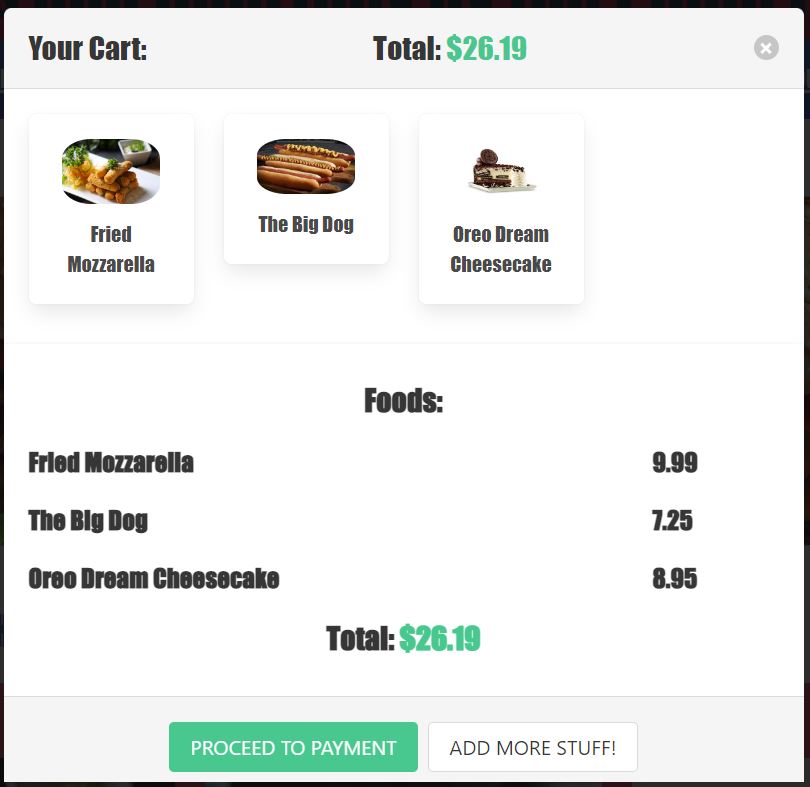 Your Cart:
Total: $26.19
Fried
Mozzarella
The Big Dog
Oreo Dream
Cheesecake
Foods:
Fried Mozzarella 9.99
The Big Dog 7.25
Oreo Dream Cheesecake 8.95
Total: $26.19
PROCEED TO PAYMENT
ADD MORE STUFF!